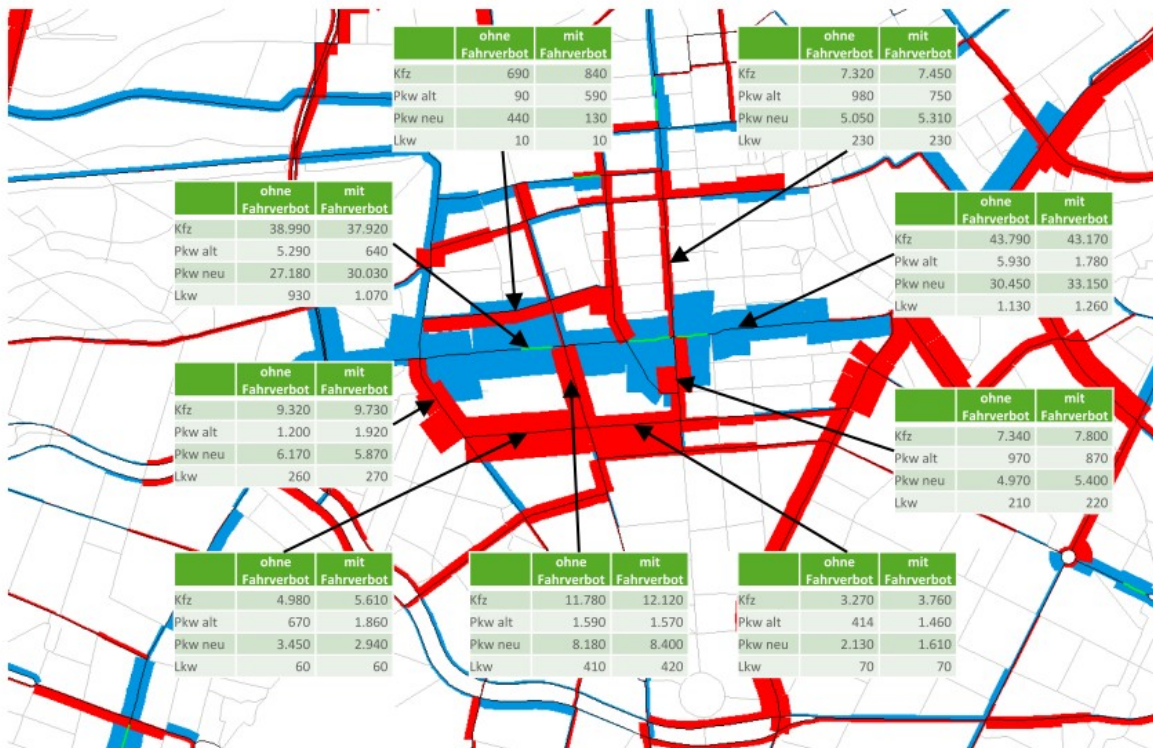 ohne Fahrverbot mit Fahrverbot
Kfz 690 840
Pkw alt 90 590
Pkw neu 440 130
Lkw 10 10
ohne Fahrverbot mit Fahrverbot
Kfz 7.320 7.450
Pkw alt 980 750
Pkw neu 5.050 5.310
Lkw 230 230
ohne Fahrverbot mit Fahrverbot
Kfz 38.990 37.920
Pkw alt 5.290 640
Pkw neu 27.180 30.030
Lkw 930 1.070
ohne Fahrverbot mit Fahrverbot
Kfz 43.790 43.170
Pkw alt 5.930 1.780
Pkw neu 30.450 33.150
Lkw 1.130 1.260
ohne Fahrverbot mit Fahrverbot
Kfz 9.320 9.730
Pkw alt 1.200 1.920
Pkw neu 6.170 5.870
Lkw 260 270
ohne Fahrverbot mit Fahrverbot
Kfz 7.340 7.800
Pkw alt 970 870
Pkw neu 4.970 5.400
Lkw 210 220
ohne Fahrverbot mit Fahrverbot
Kfz 4.980 5.610
Pkw alt 670 1.860
Pkw neu 3.450 2.940
Lkw 60 60
ohne Fahrverbot mit Fahrverbot
Kfz 11.780 12.120
Pkw alt 1.590 1.570
Pkw neu 8.180 8.400
Lkw 410 420
ohne Fahrverbot mit Fahrverbot
Kfz 3.270 3.760
Pkw alt 414 1.460
Pkw neu 2.130 1.610
Lkw 70 70